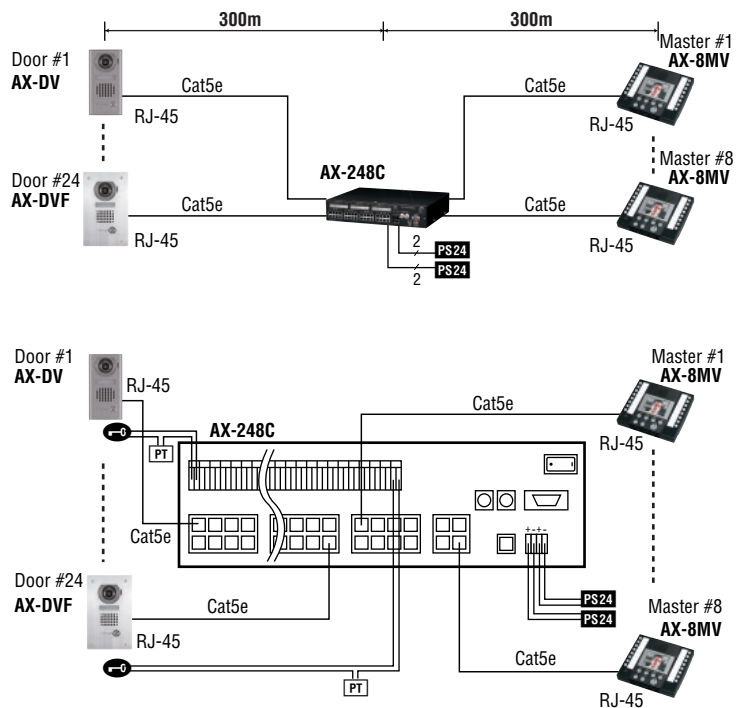 300m 300m
Door #1
AX-DV
Cat5e
RJ-45
Cat5e
RJ-45
Master #1
AX-8MV
Door #24
AX-DVF
Cat5e
RJ-45
AX-248C
Cat5e
RJ-45
Master #8
AX-8MV
2
PS24
PS24
2
Door #1
AX-DV
RJ-45
PT
AX-248C
Cat5e
Master #1
AX-8MV
RJ-45
Cat5e
+-+-
PS24
PS24
Door #24
AX-DVF
Cat5e
RJ-45
PT
Cat5e
Master #8
AX-8MV
RJ-45